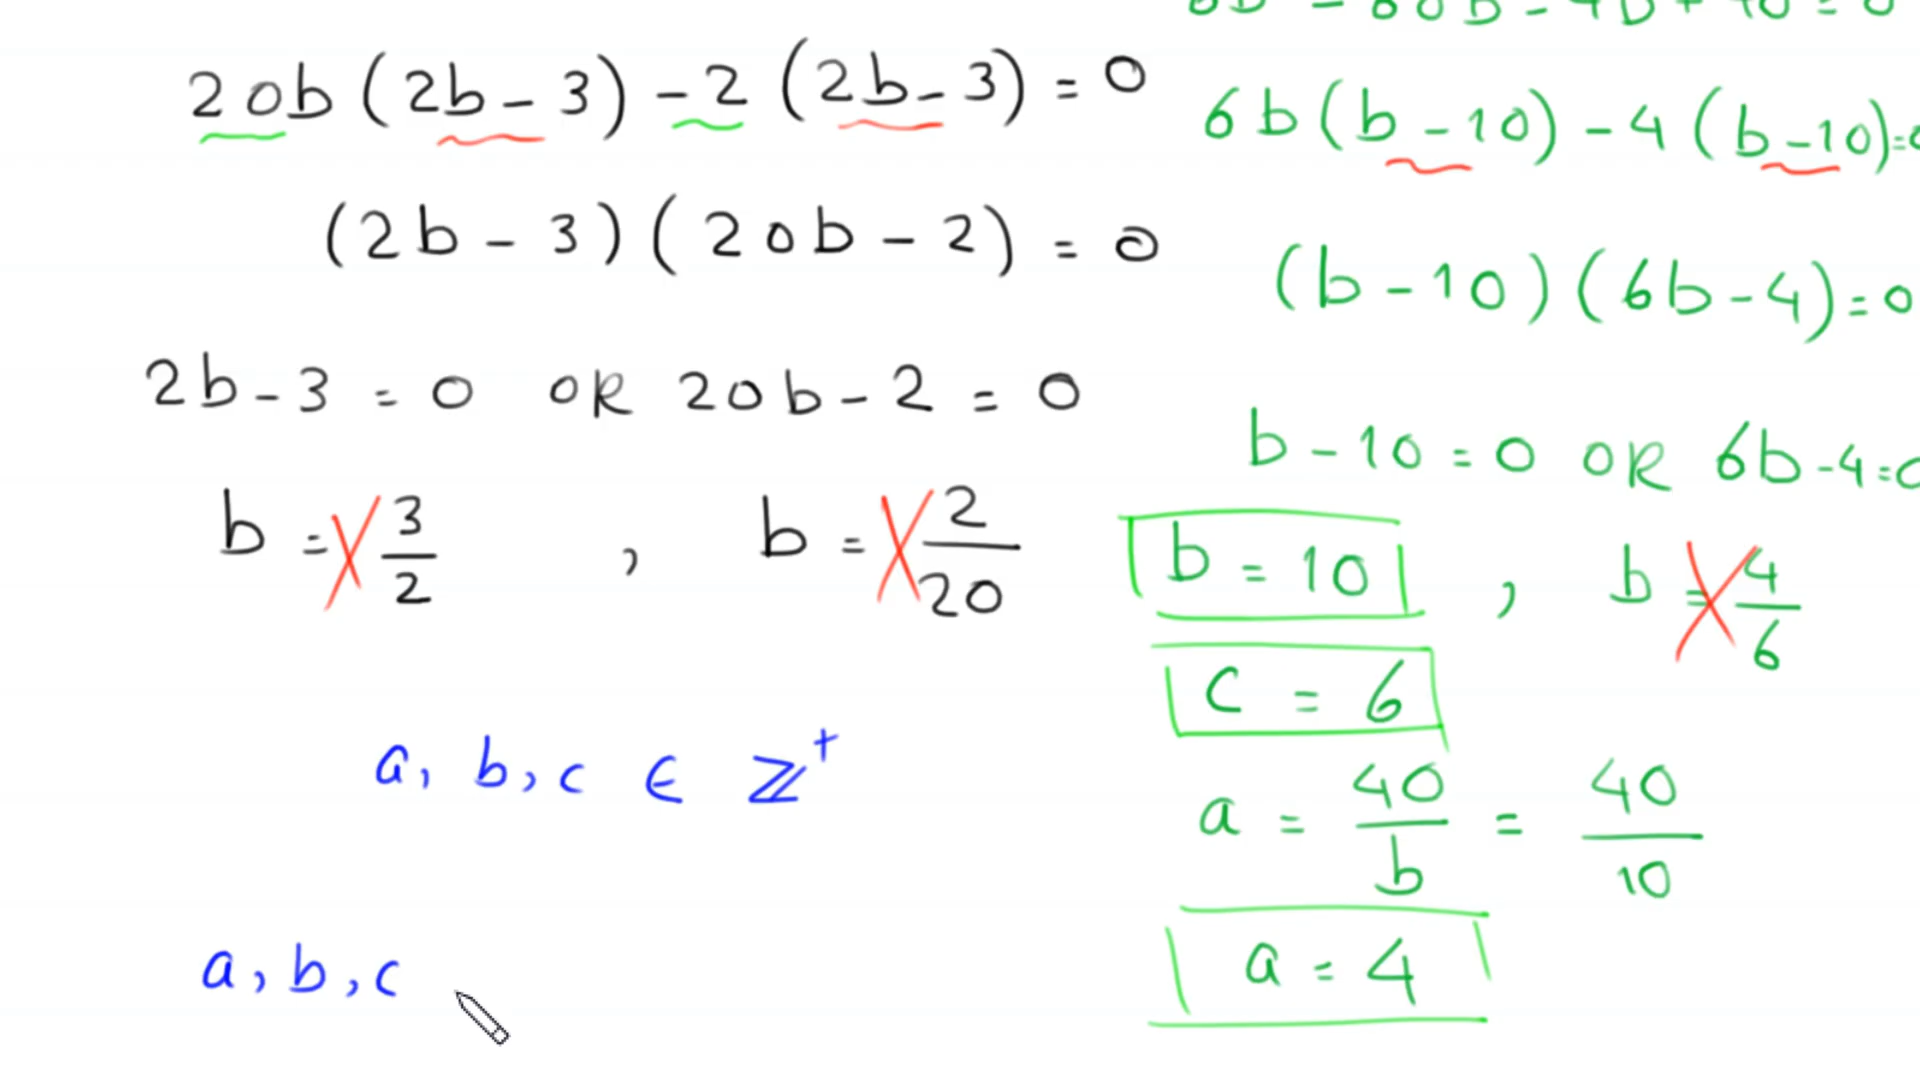 20b(2b-3)-2(2b-3)=0
(2b-3)(20b-2)=0
2b-3=0 OR 20b-2=0
b=3/2, b=2/20
a, b, c ∈ ℤ⁺
a, b, c
6b(b-10)-4(b-10)=0
(b-10)(6b-4)=0
b-10=0 OR 6b-4=0
b=10, b=4/6
c=6
a=40/b=40/10
a=4